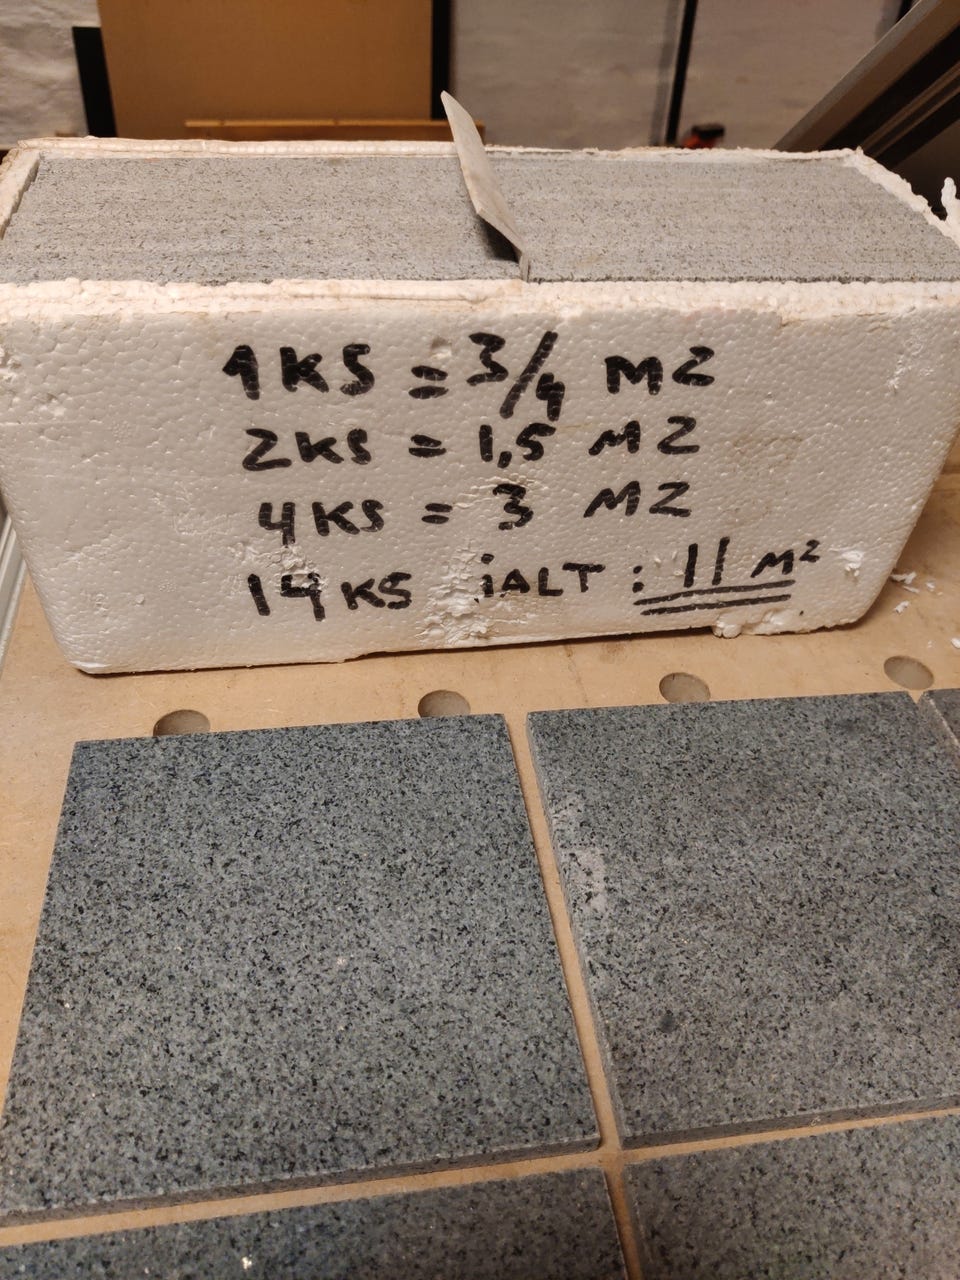 1KS = 3/4 M2
2KS = 1,5 M2
4KS = 3 M2
14KS iALT : 11 M²